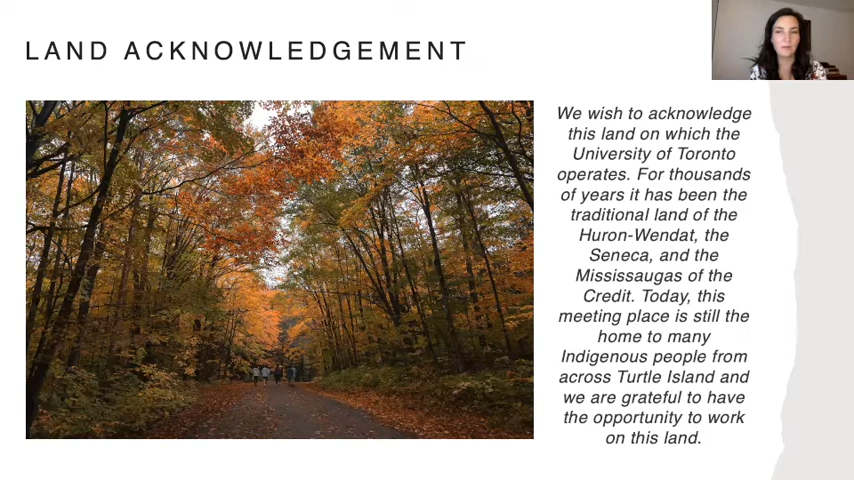 LAND ACKNOWLEDGEMENT
We wish to acknowledge
this land on which the
University of Toronto
operates. For thousands
of years it has been the
traditional land of the
Huron-Wendat, the
Seneca, and the
Mississaugas of the
Credit. Today, this
meeting place is still the
home to many
Indigenous people from
across Turtle Island and
we are grateful to have
the opportunity to work
on this land.